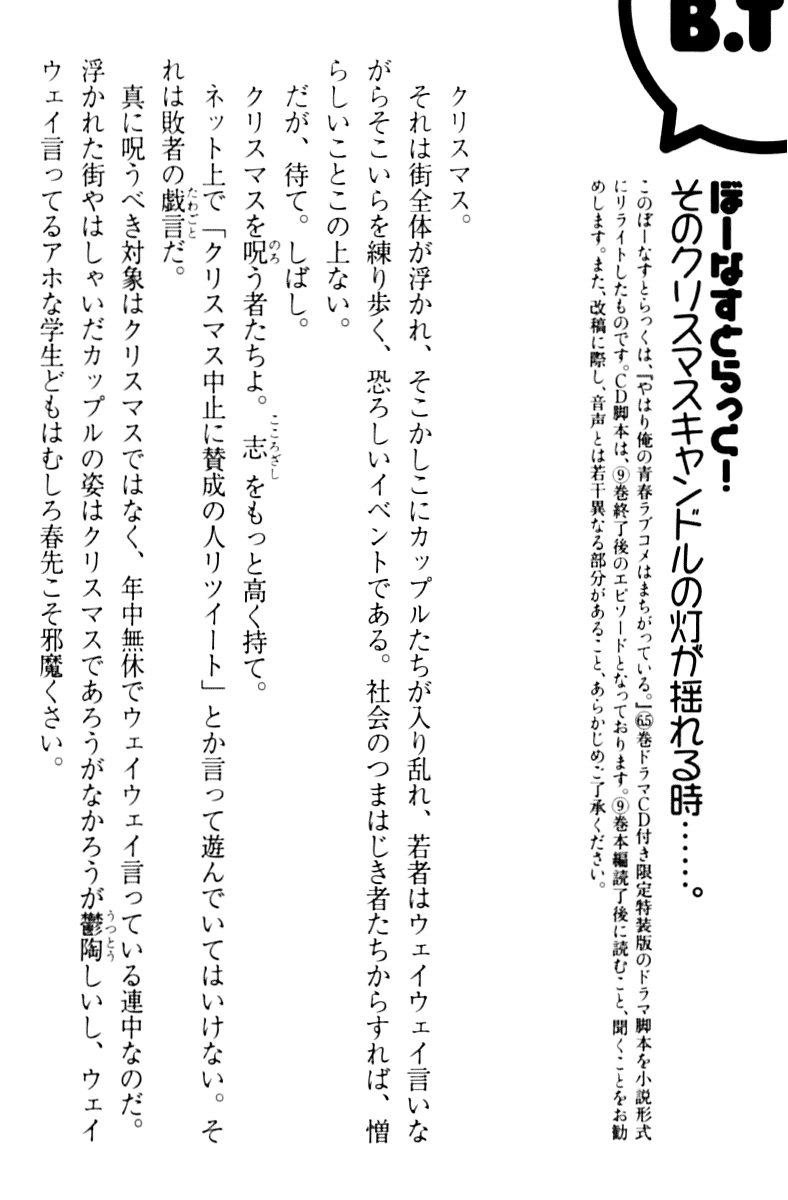 B.T
ぼーなすとらっく!
そのクリスマスキャンドルの灯が揺れる時……。
このぼーなすとらっくは、『やはり俺の青春ラブコメはまちがっている。』6.5巻ドラマCD付き限定特装版のドラマ脚本を小説形式
にリライトしたものです。CD脚本は、⑨巻終了後のエピソードとなっております。⑨巻本編読了後に読むこと、聞くことをお勧
めします。また、改稿に際し、音声とは若干異なる部分があること、あらかじめご了承ください。
クリスマス。
それは街全体が浮かれ、そこかしこにカップルたちが入り乱れ、若者はウェイウェイ言いな
がらそこいらを練り歩く、恐ろしいイベントである。社会のつまはじき者たちからすれば、憎
らしいことこの上ない。
だが、待て。しばし。
クリスマスを呪う者たちよ。志をもっと高く持て。
ネット上で「クリスマス中止に賛成の人リツイート」とか言って遊んでいてはいけない。そ
れは敗者の戯言だ。
真に呪うべき対象はクリスマスではなく、年中無休でウェイウェイ言っている連中なのだ。
浮かれた街やはしゃいだカップルの姿はクリスマスであろうがなかろうが鬱陶しいし、ウェイ
ウェイ言ってるアホな学生どもはむしろ春先こそ邪魔くさい。